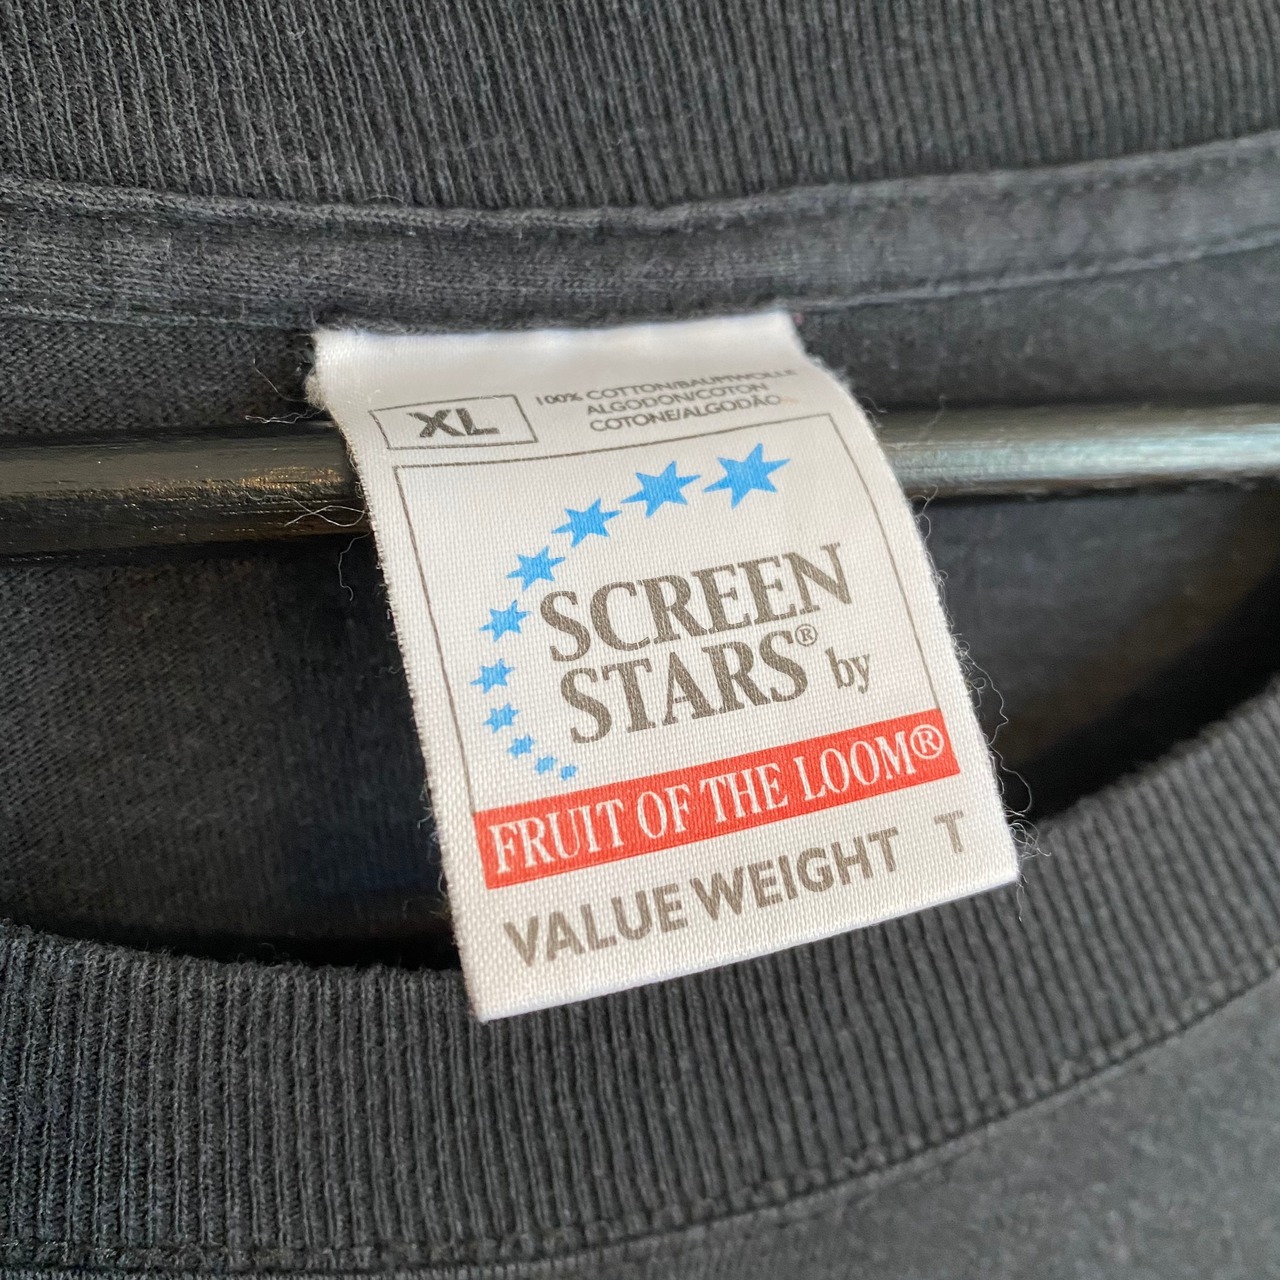 XL
100% COTTON/BAUMWOLLE
ALGODON/COTON
COTONE/ALGODÃO
SCREEN
STARS® by
FRUIT OF THE LOOM®
VALUE WEIGHT T